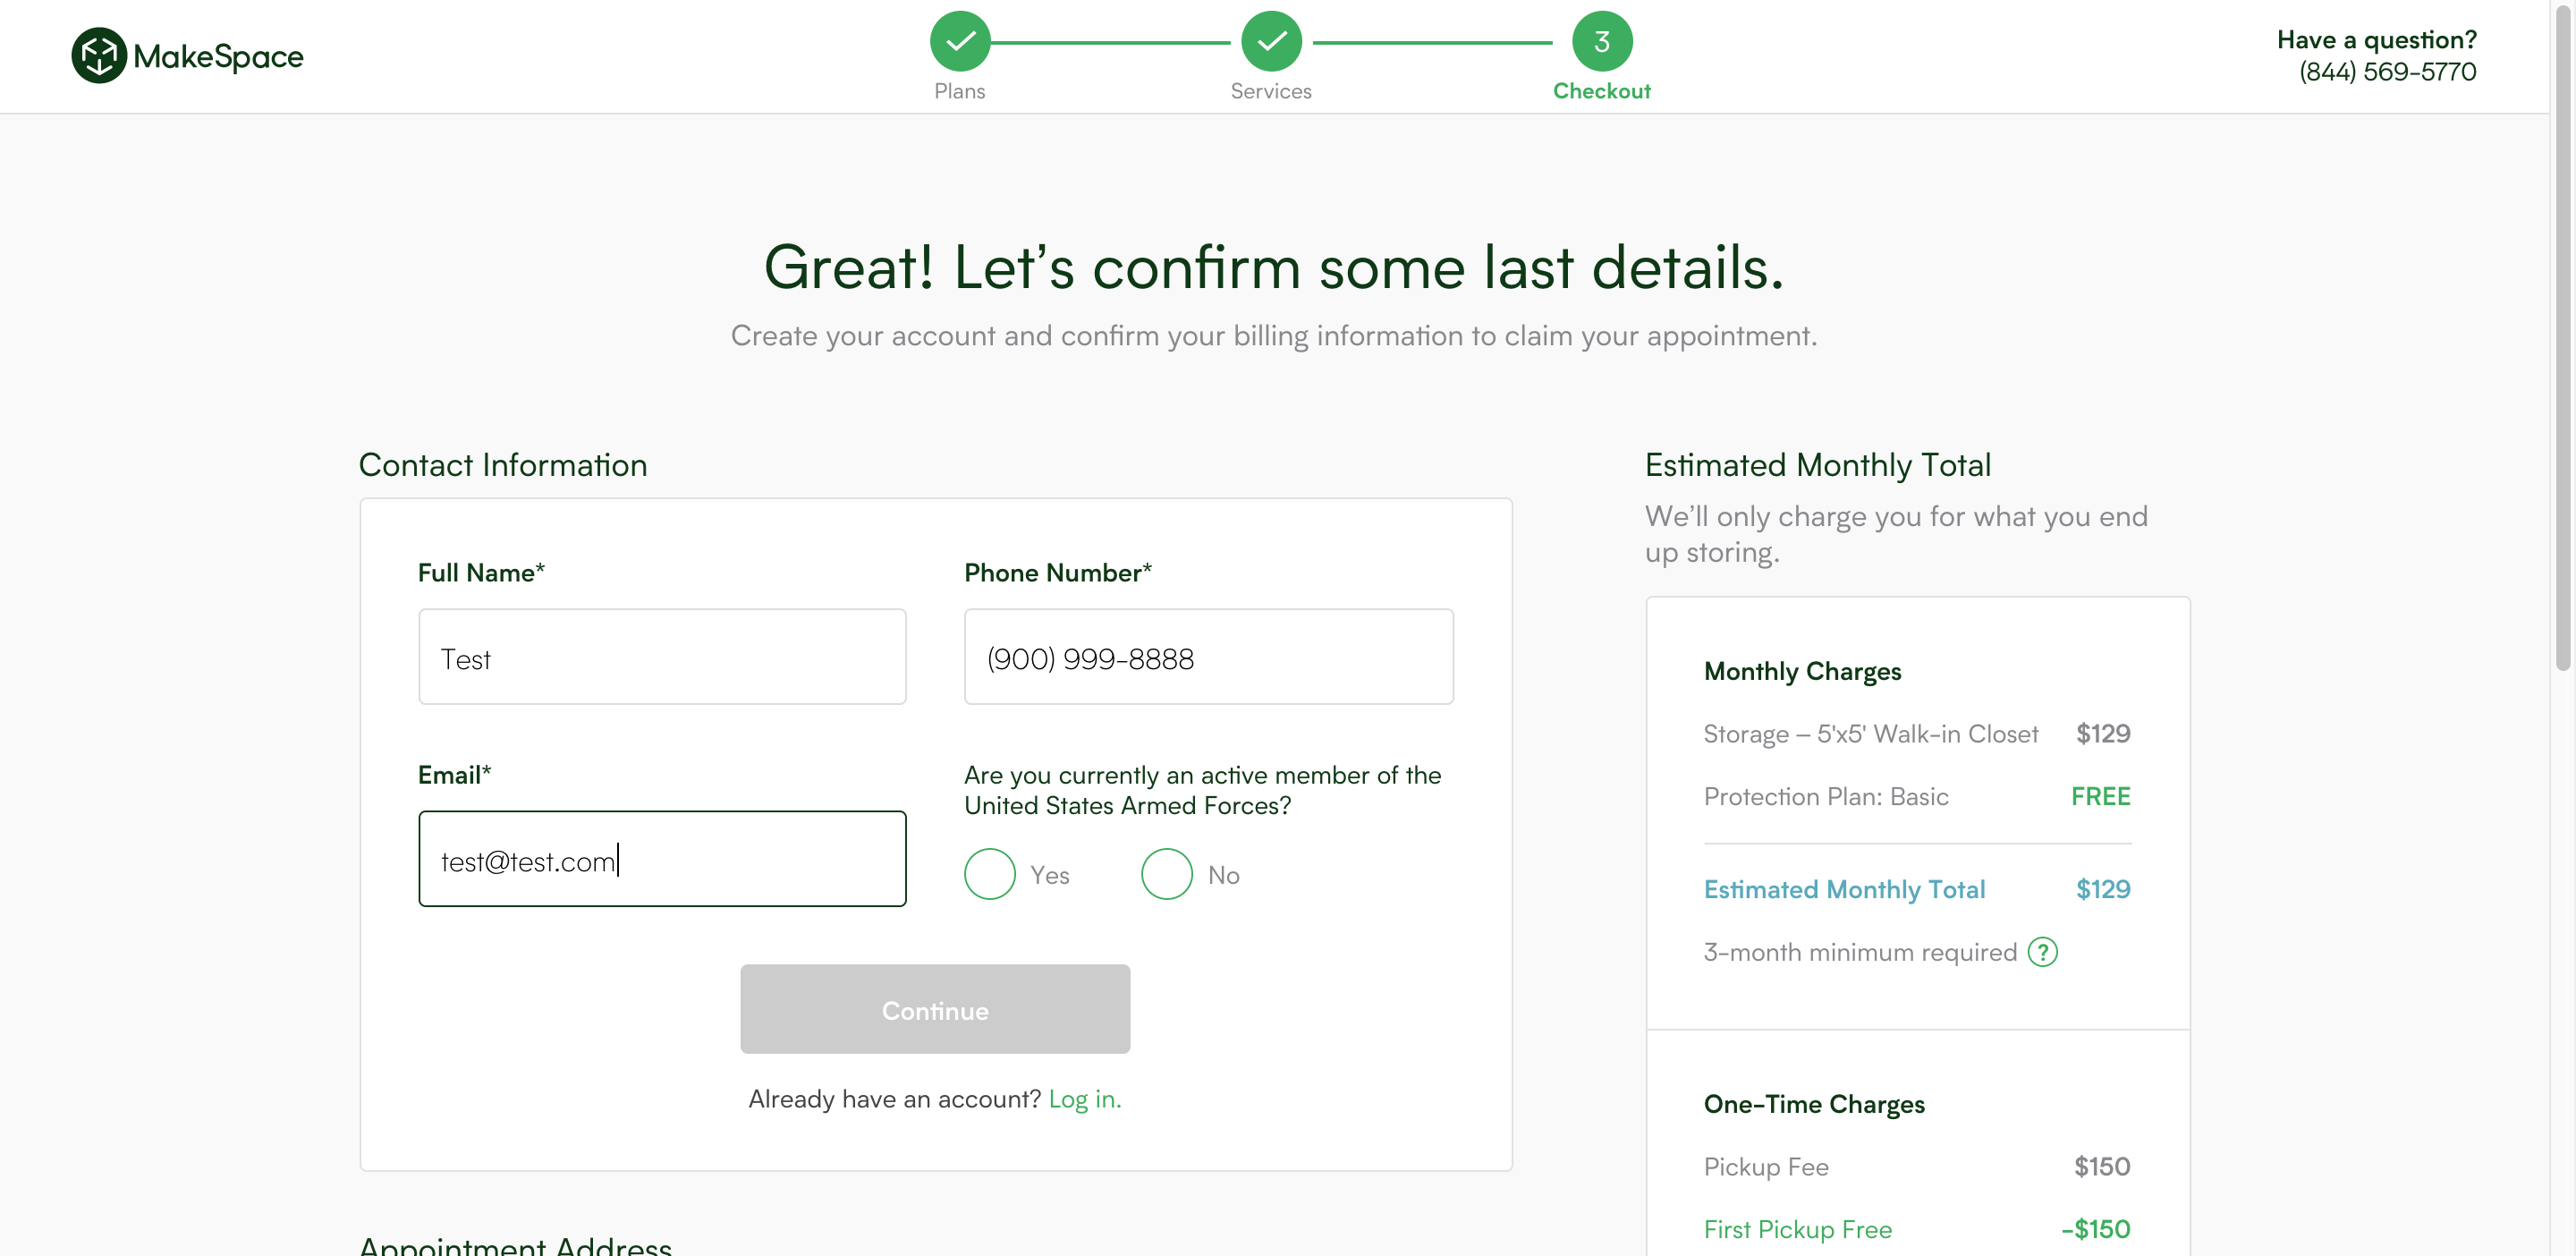 MakeSpace
Plans
Services
3
Checkout
Have a question?
(844) 569-5770
Great! Let’s confirm some last details.
Create your account and confirm your billing information to claim your appointment.
Contact Information
Full Name*
Test
Phone Number*
(900) 999-8888
Email*
test@test.com
Are you currently an active member of the
United States Armed Forces?
Yes
No
Continue
Already have an account? Log in.
Appointment Address
Estimated Monthly Total
We’ll only charge you for what you end
up storing.
Monthly Charges
Storage – 5'x5' Walk-in Closet $129
Protection Plan: Basic FREE
Estimated Monthly Total $129
3-month minimum required ?
One-Time Charges
Pickup Fee $150
First Pickup Free -$150